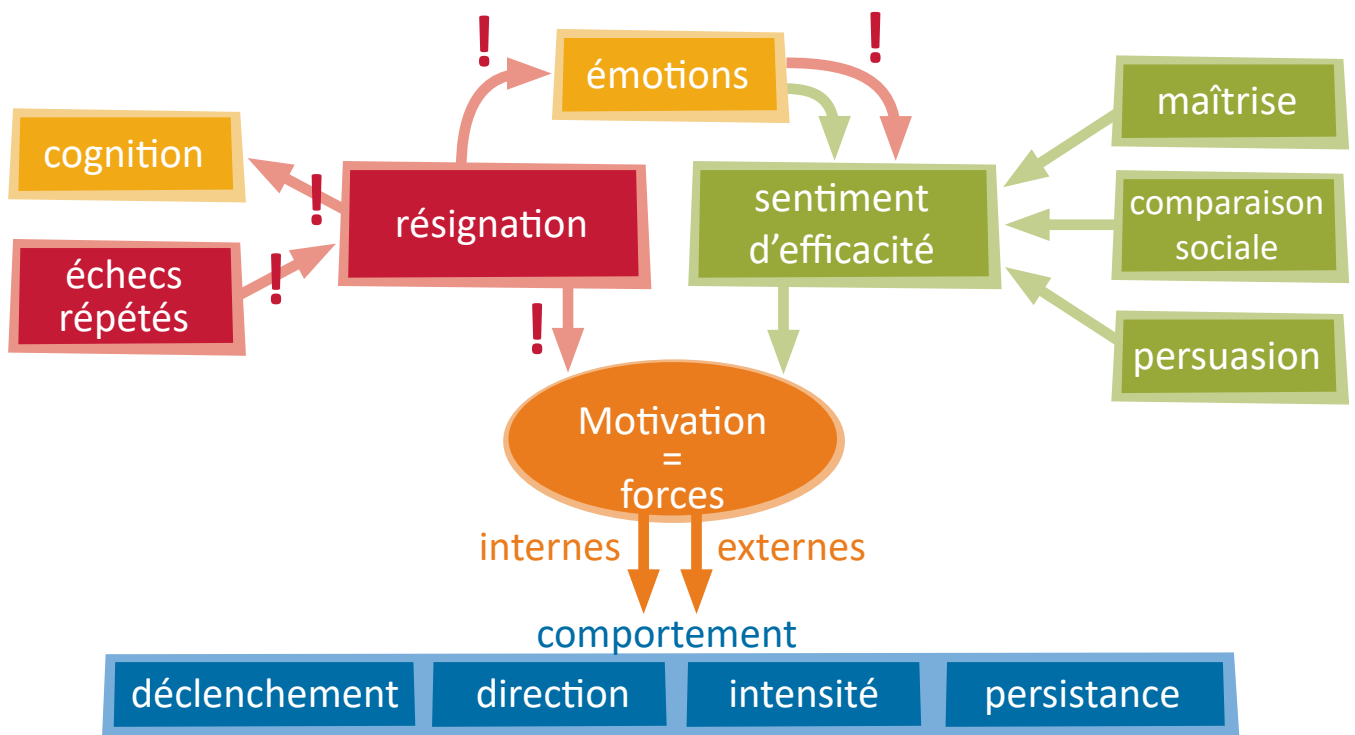 !
émotions
!
maîtrise
cognition
!
résignation
sentiment
d'efficacité
comparaison
sociale
échecs
répétés
!
!
persuasion
Motivation
=
forces
internes
externes
comportement
déclenchement
direction
intensité
persistance